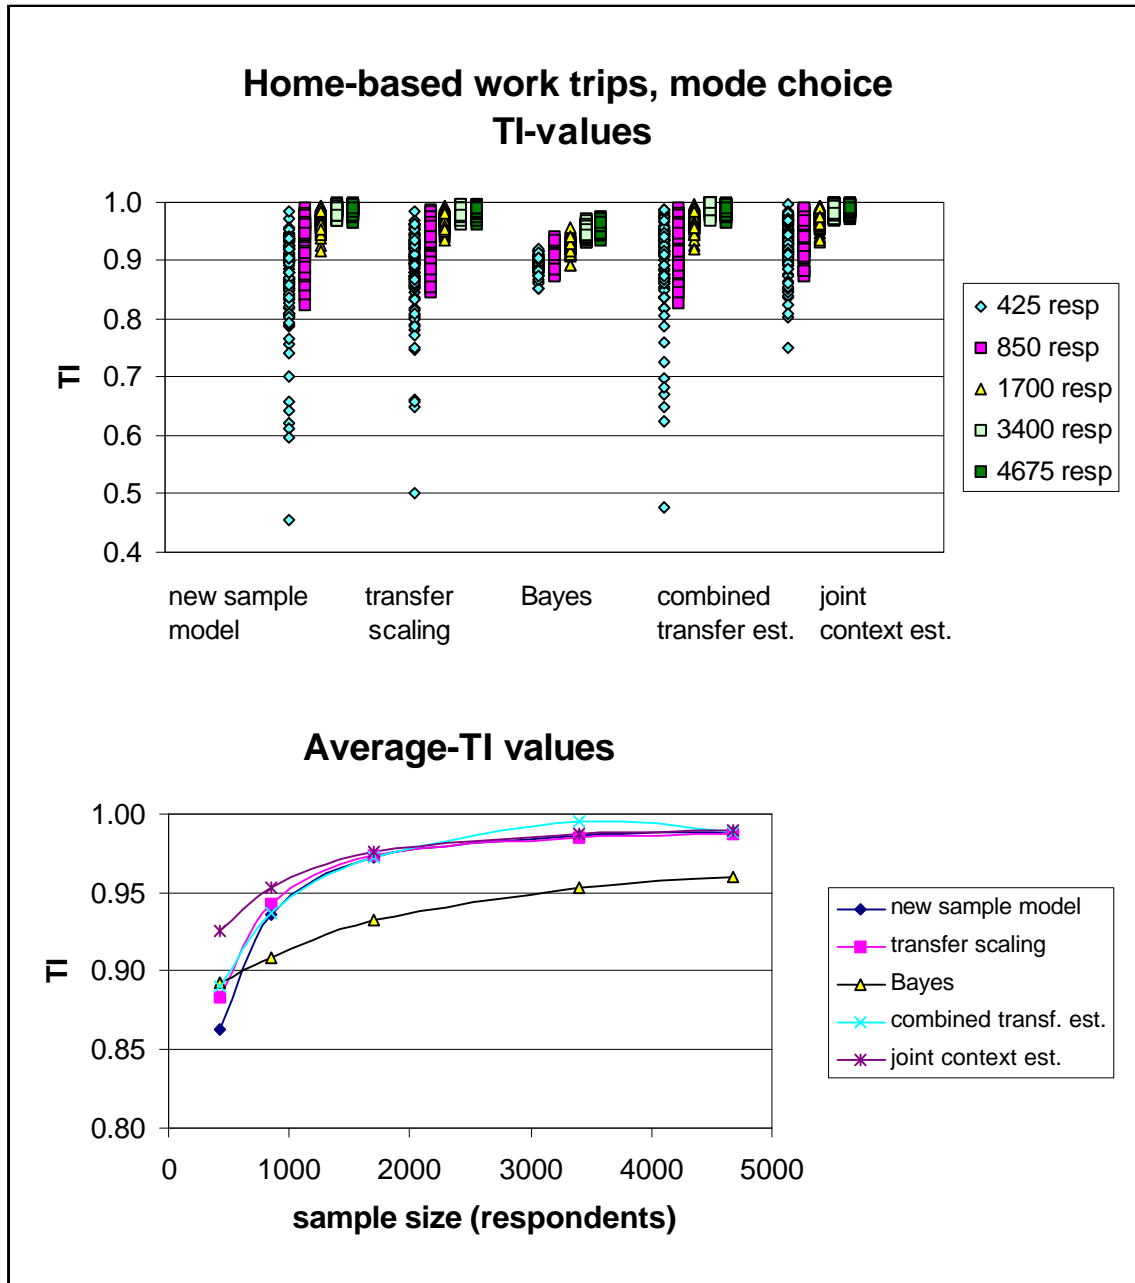 Home-based work trips, mode choice
TI-values
1.0
0.9
0.8
0.7
0.6
0.5
0.4
TI
new sample model
transfer scaling
Bayes
combined transfer est.
joint context est.
425 resp
850 resp
1700 resp
3400 resp
4675 resp
Average-TI values
1.00
0.95
0.90
0.85
0.80
TI
0 1000 2000 3000 4000 5000
sample size (respondents)
new sample model
transfer scaling
Bayes
combined transf. est.
joint context est.